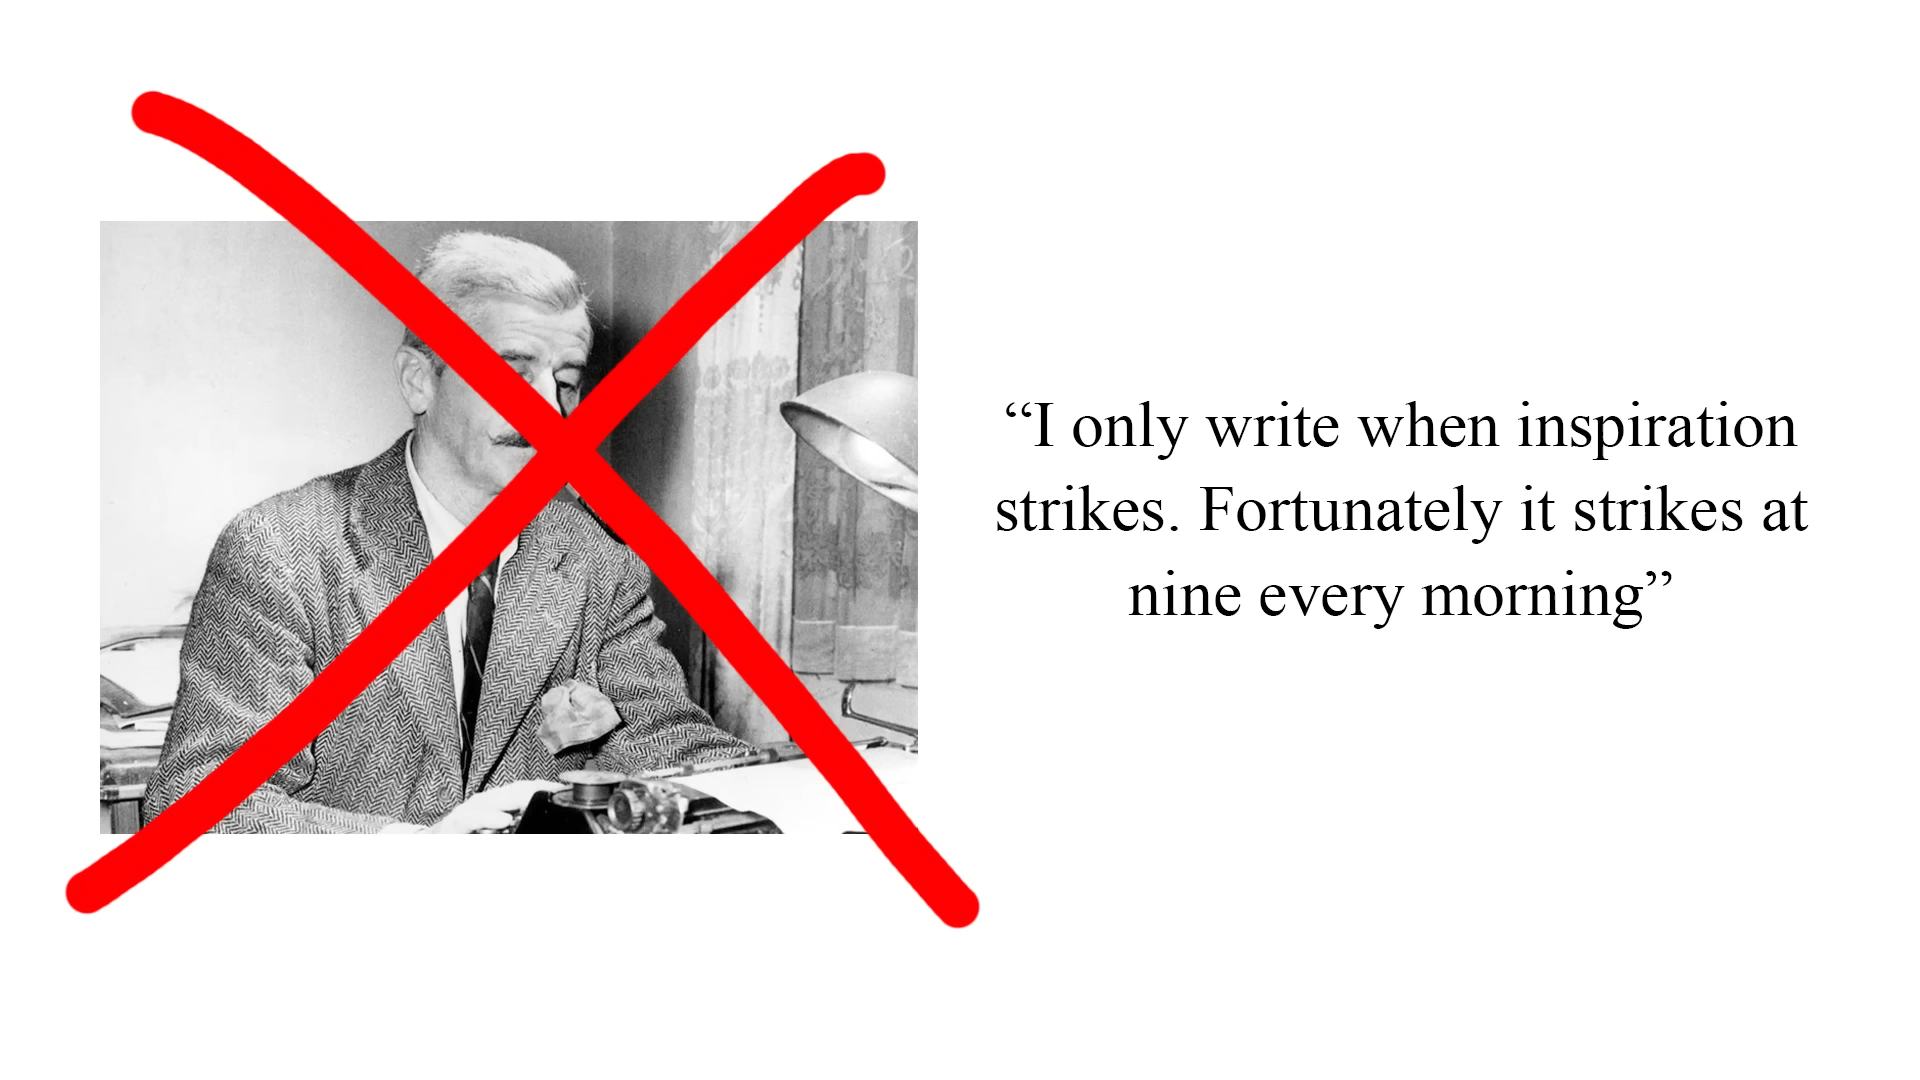 “I only write when inspiration
strikes. Fortunately it strikes at
nine every morning”